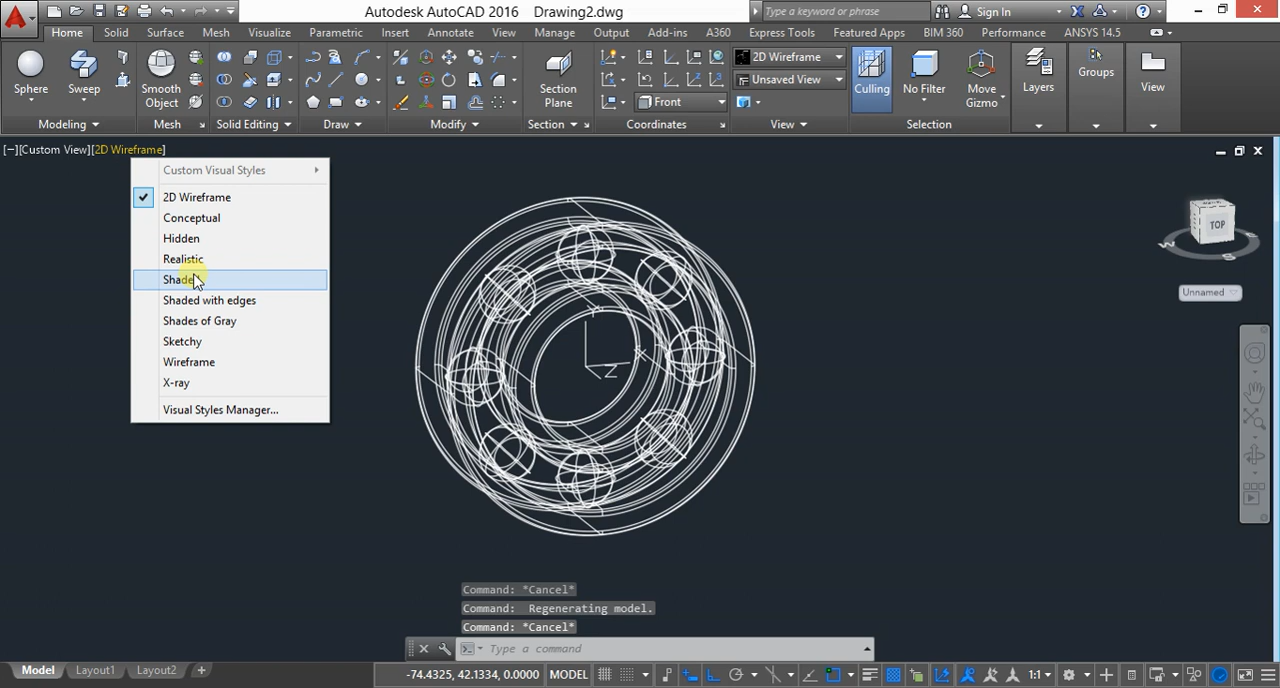 Autodesk AutoCAD 2016 Drawing2.dwg
Type a keyword or phrase
Sign In
Home Solid Surface Mesh Visualize Parametric Insert Annotate View Manage Output Add-ins A360 Express Tools Featured Apps BIM 360 Performance ANSYS 14.5
Sphere
Sweep
Smooth
Object
Section
Plane
Front
2D Wireframe
Unsaved View
Culling
No Filter
Move
Gizmo
Layers
Groups
View
Modeling Mesh Solid Editing Draw Modify Section Coordinates View Selection
[−][Custom View][2D Wireframe]
Custom Visual Styles
2D Wireframe
Conceptual
Hidden
Realistic
Shaded with edges
Shades of Gray
Sketchy
Wireframe
X-ray
Visual Styles Manager...
Y
X
Z
TOP
W
Unnamed
Command: *Cancel*
Command: Regenerating model.
Command: *Cancel*
Type a command
Model Layout1 Layout2 +
-74.4325, 42.1334, 0.0000 MODEL 1:1